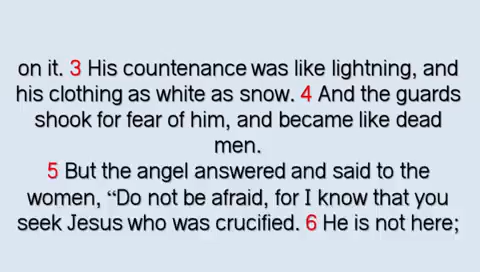 on it. 3 His countenance was like lightning, and
his clothing as white as snow. 4 And the guards
shook for fear of him, and became like dead
men.
5 But the angel answered and said to the
women, “Do not be afraid, for I know that you
seek Jesus who was crucified. 6 He is not here;